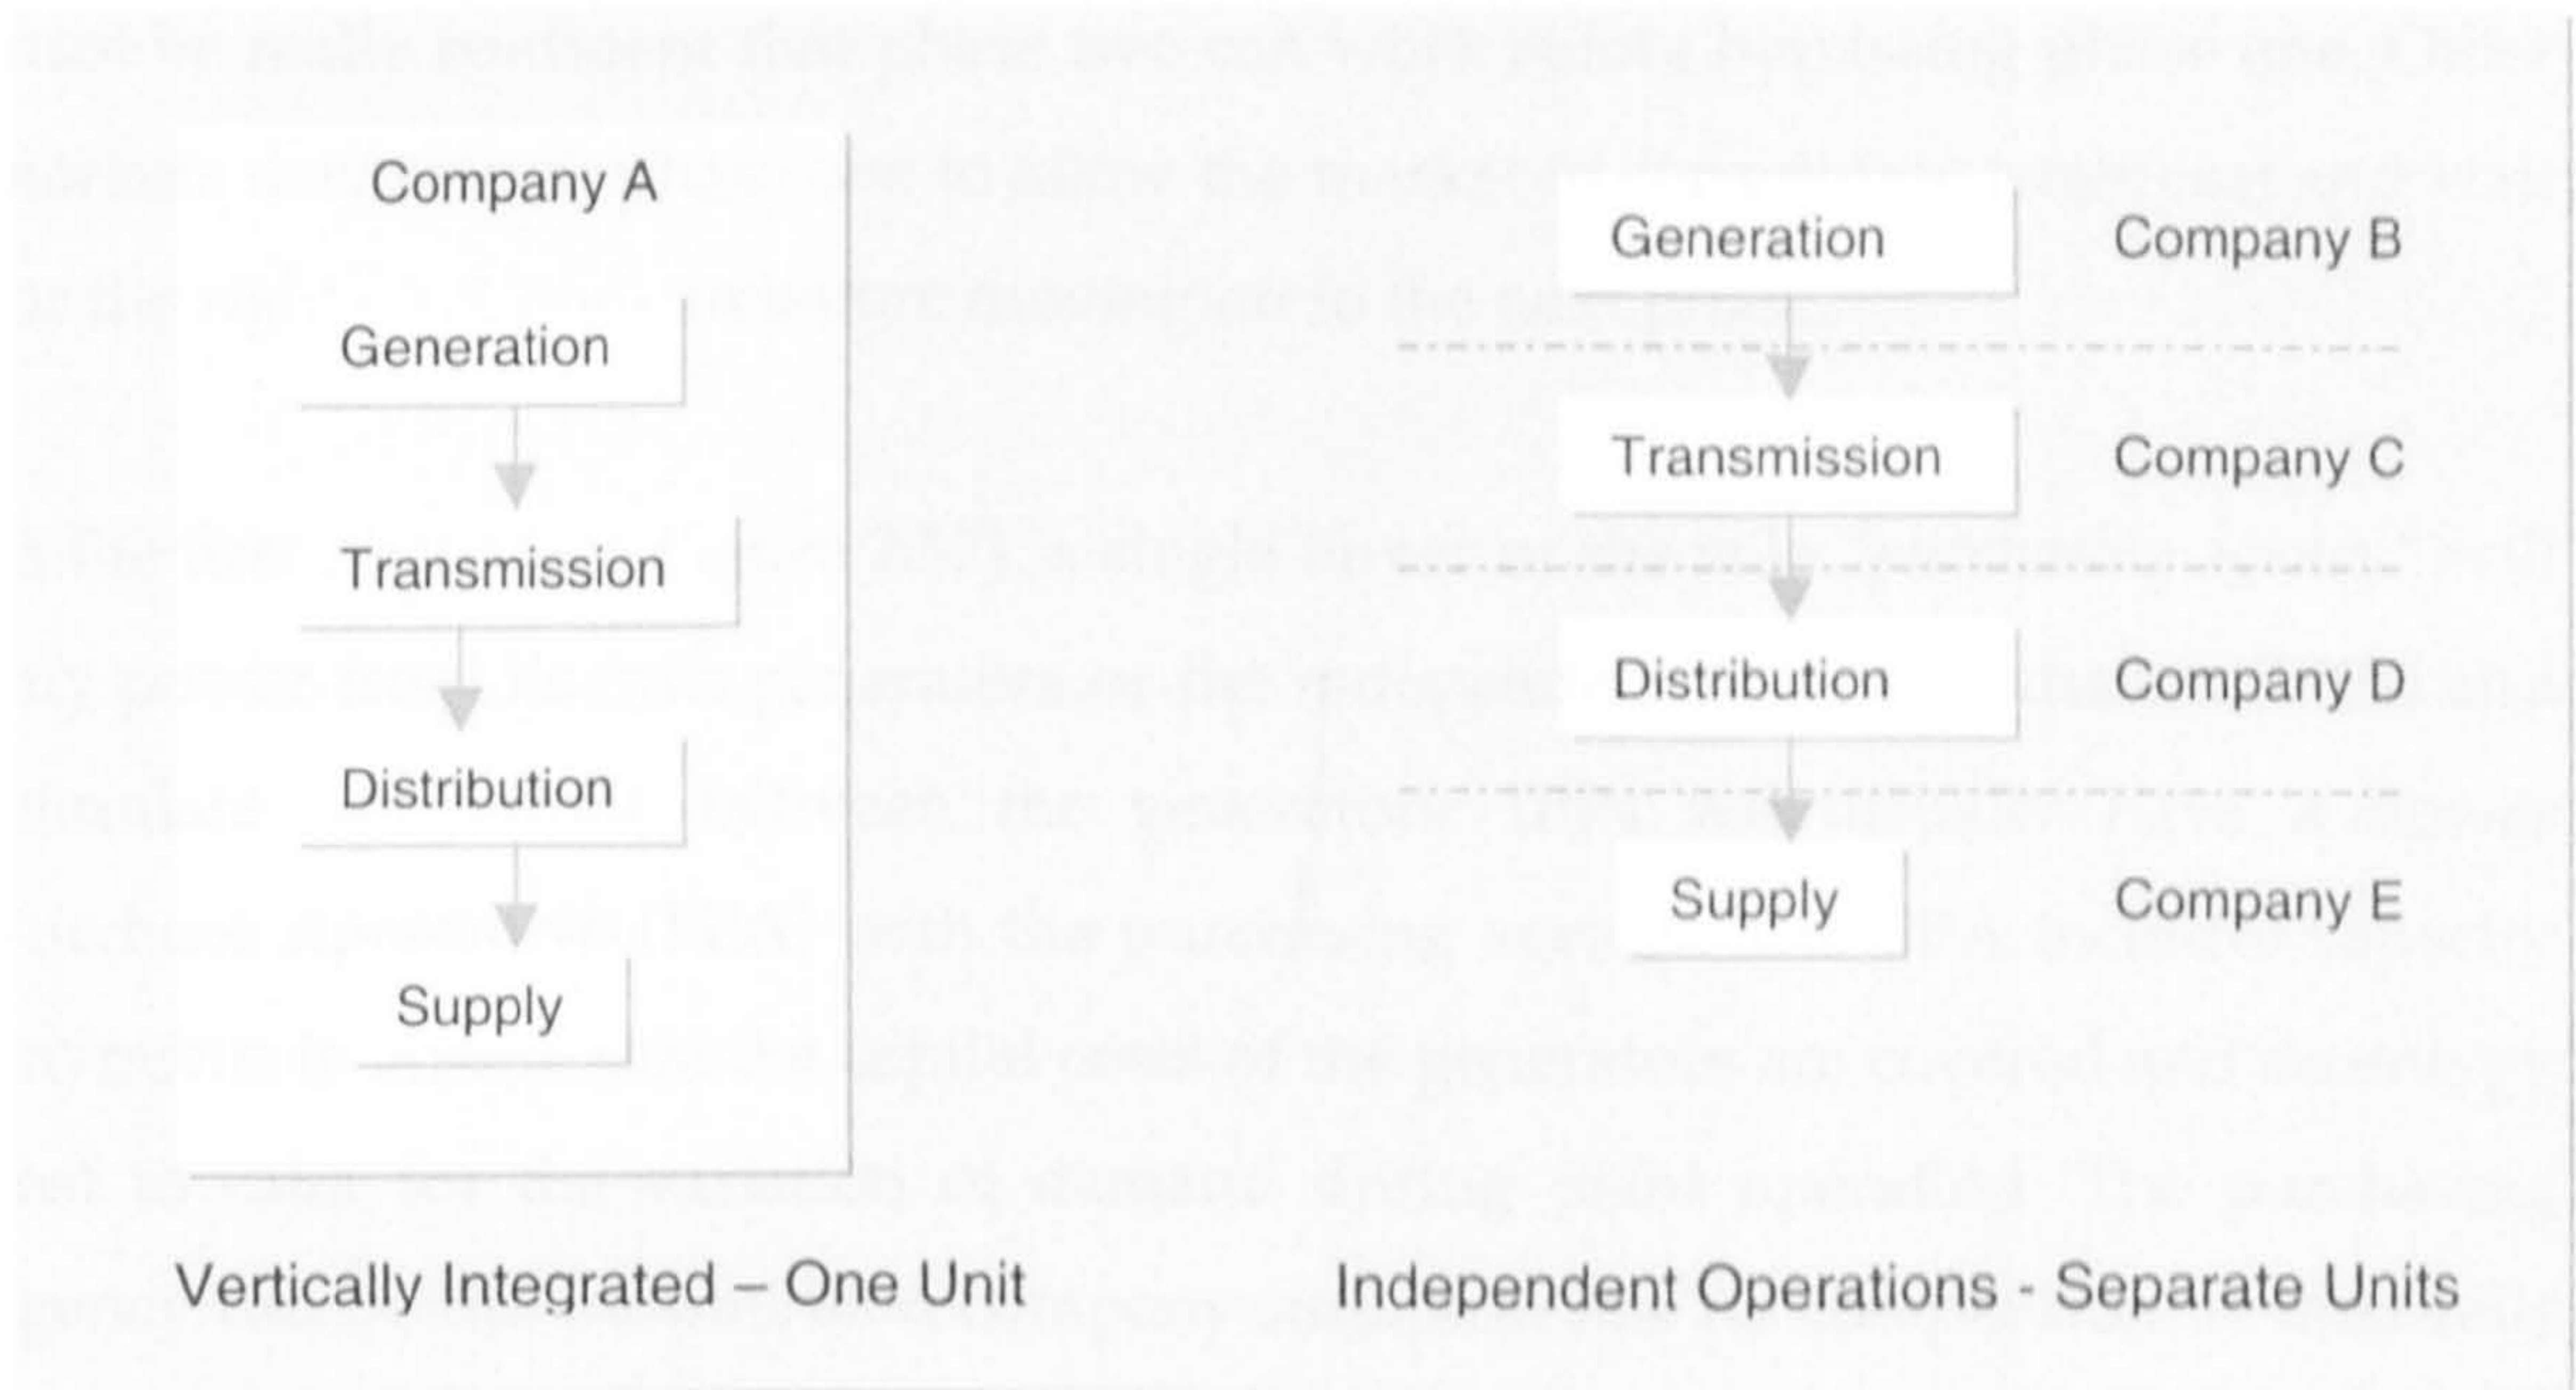 Company A
Generation
Transmission
Distribution
Supply
Vertically Integrated – One Unit
Generation Company B
Transmission Company C
Distribution Company D
Supply Company E
Independent Operations - Separate Units